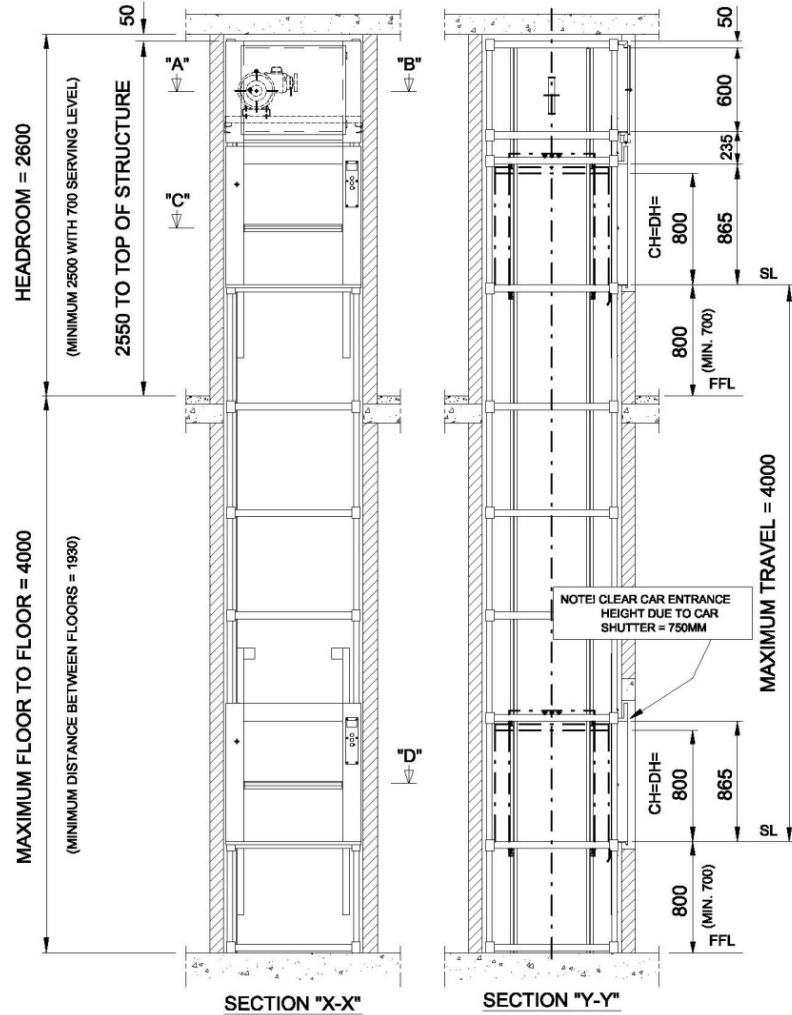 50
HEADROOM = 2600
(MINIMUM 2500 WITH 700 SERVING LEVEL)
2550 TO TOP OF STRUCTURE
"A"
"B"
"C"
MAXIMUM FLOOR TO FLOOR = 4000
(MINIMUM DISTANCE BETWEEN FLOORS = 1930)
"D"
SECTION "X-X"
50
600
235
CH=DH=
800
865
SL
800
(MIN. 700)
FFL
MAXIMUM TRAVEL = 4000
NOTE! CLEAR CAR ENTRANCE
HEIGHT DUE TO CAR
SHUTTER = 750MM
CH=DH=
800
865
SL
800
(MIN. 700)
FFL
SECTION "Y-Y"